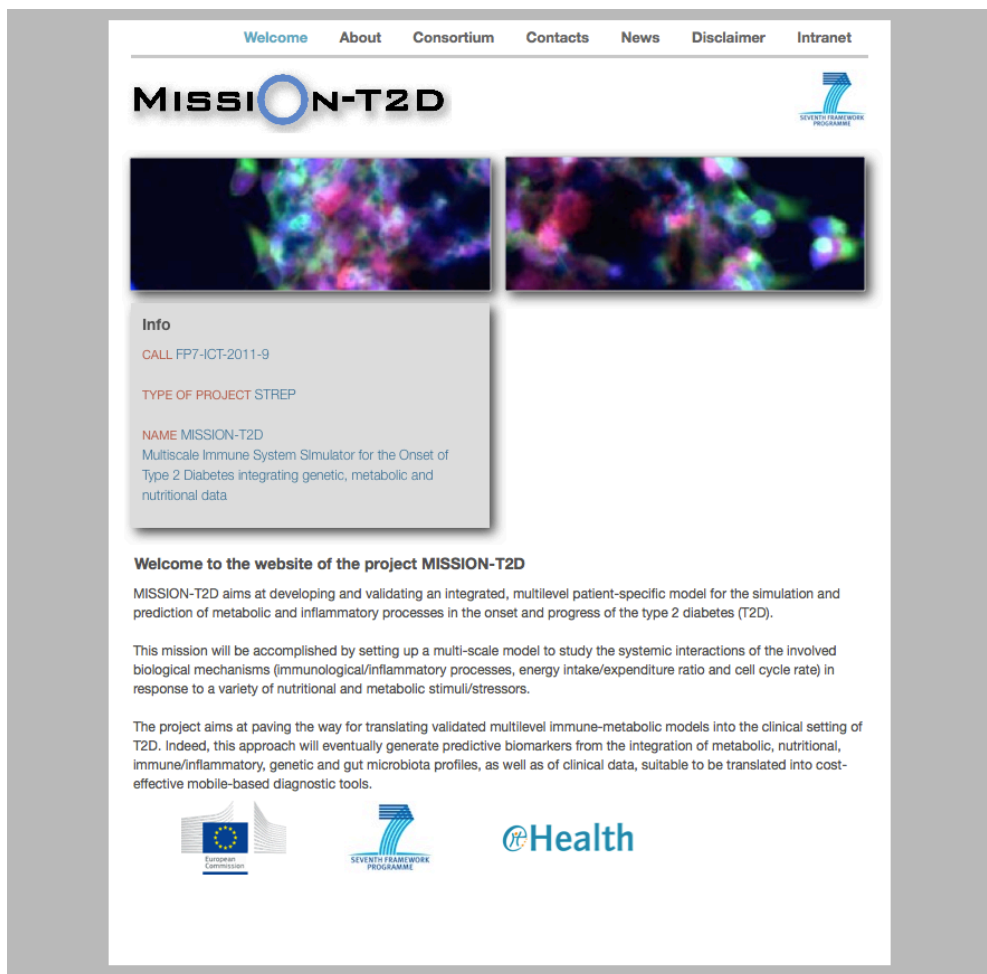 Welcome About Consortium Contacts News Disclaimer Intranet
MISSION-T2D
SEVENTH FRAMEWORK
PROGRAMME
Info
CALL FP7-ICT-2011-9
TYPE OF PROJECT STREP
NAME MISSION-T2D
Multiscale Immune System SImulator for the Onset of
Type 2 Diabetes integrating genetic, metabolic and
nutritional data
Welcome to the website of the project MISSION-T2D
MISSION-T2D aims at developing and validating an integrated, multilevel patient-specific model for the simulation and
prediction of metabolic and inflammatory processes in the onset and progress of the type 2 diabetes (T2D).
This mission will be accomplished by setting up a multi-scale model to study the systemic interactions of the involved
biological mechanisms (immunological/inflammatory processes, energy intake/expenditure ratio and cell cycle rate) in
response to a variety of nutritional and metabolic stimuli/stressors.
The project aims at paving the way for translating validated multilevel immune-metabolic models into the clinical setting of
T2D. Indeed, this approach will eventually generate predictive biomarkers from the integration of metabolic, nutritional,
immune/inflammatory, genetic and gut microbiota profiles, as well as of clinical data, suitable to be translated into cost-
effective mobile-based diagnostic tools.
European
Commission
SEVENTH FRAMEWORK
PROGRAMME
@Health